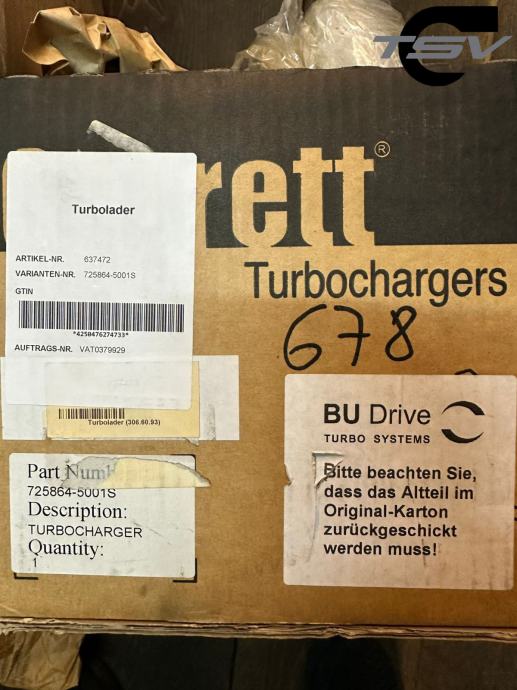 TSV
rett®
Turbochargers
678
Turbolader
ARTIKEL-NR. 637472
VARIANTEN-NR. 725864-5001S
GTIN
*4250476274733*
AUFTRAGS-NR. VAT0379929
Turbolader (306.60.93)
Part Numb
725864-5001S
Description:
TURBOCHARGER
Quantity:
1
BU Drive
TURBO SYSTEMS
Bitte beachten Sie,
dass das Altteil im
Original-Karton
zurückgeschickt
werden muss!